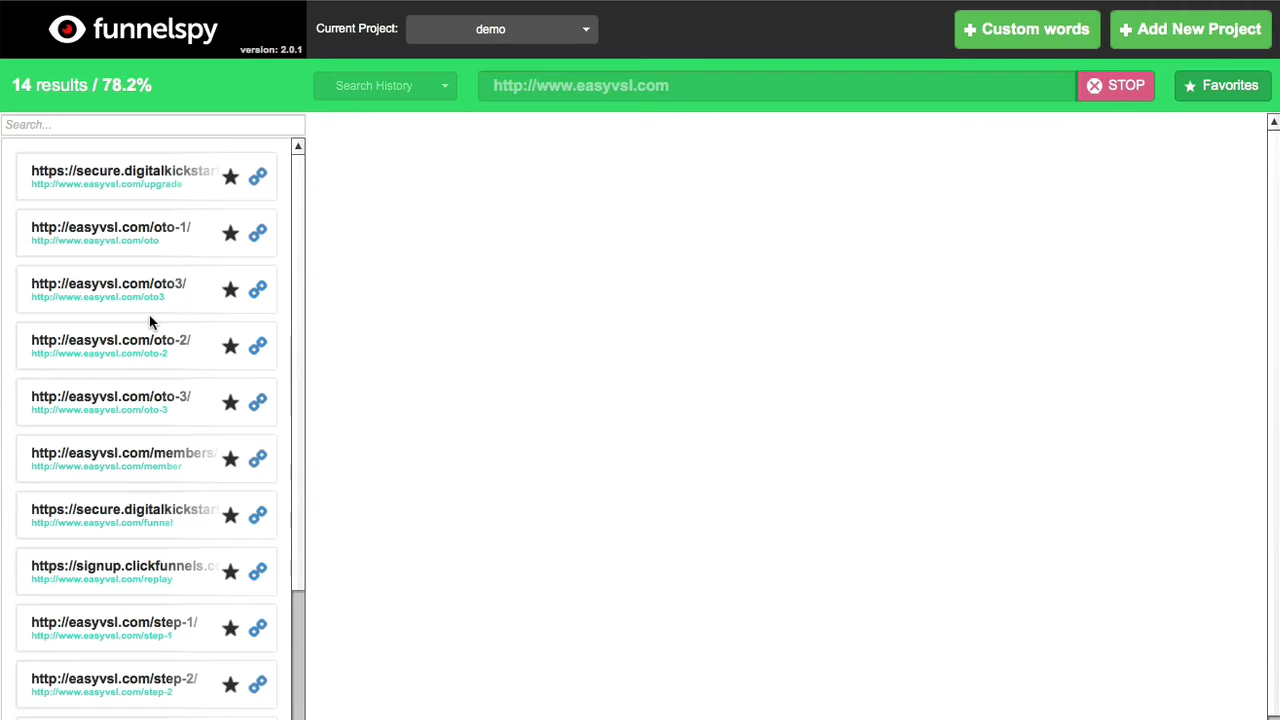 funnelspy
version: 2.0.1
Current Project:
demo
Custom words
Add New Project
14 results / 78.2%
Search History
http://www.easyvsl.com
STOP
Favorites
Search...
https://secure.digitalkickstar
http://www.easyvsl.com/upgrade
http://easyvsl.com/oto-1/
http://www.easyvsl.com/oto
http://easyvsl.com/oto3/
http://www.easyvsl.com/oto3
http://easyvsl.com/oto-2/
http://www.easyvsl.com/oto-2
http://easyvsl.com/oto-3/
http://www.easyvsl.com/oto-3
http://easyvsl.com/members/
http://www.easyvsl.com/member
https://secure.digitalkickstar
http://www.easyvsl.com/funnel
https://signup.clickfunnels.c
http://www.easyvsl.com/replay
http://easyvsl.com/step-1/
http://www.easyvsl.com/step-1
http://easyvsl.com/step-2/
http://www.easyvsl.com/step-2